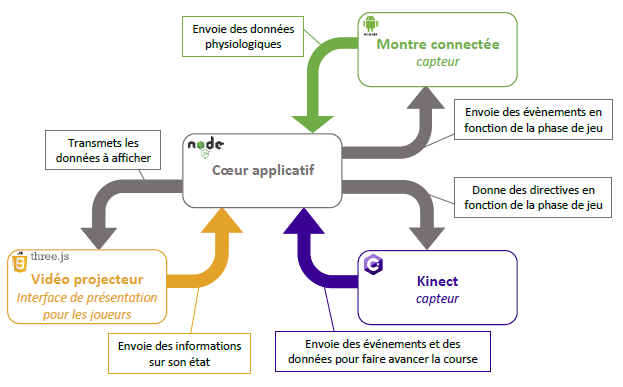 Envoie des données
physiologiques
ANDROID
Montre connectée
capteur
Envoie des évènements en
fonction de la phase de jeu
Transmets les
données à afficher
node
JS
Cœur applicatif
Donne des directives en
fonction de la phase de jeu
JS
5
three.js
Vidéo projecteur
Interface de présentation
pour les joueurs
C#
Kinect
capteur
Envoie des informations
sur son état
Envoie des événements et des
données pour faire avancer la course